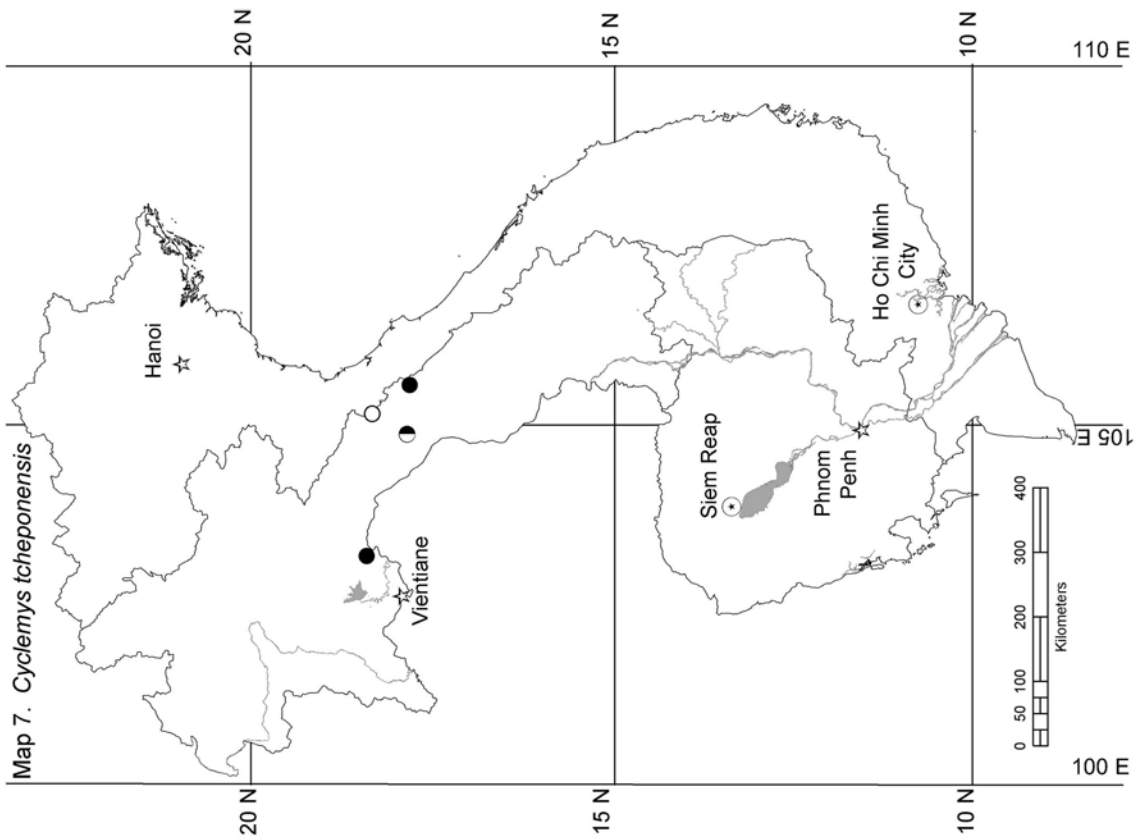 Map 7. Cyclemys tcheponensis
20 N
15 N
10 N
Hanoi
Vientiane
Siem Reap
Phnom
Penh
Ho Chi Minh
City
0 50 100 200 300 400
Kilometers
20 N
15 N
10 N
100 E
105 E
110 E